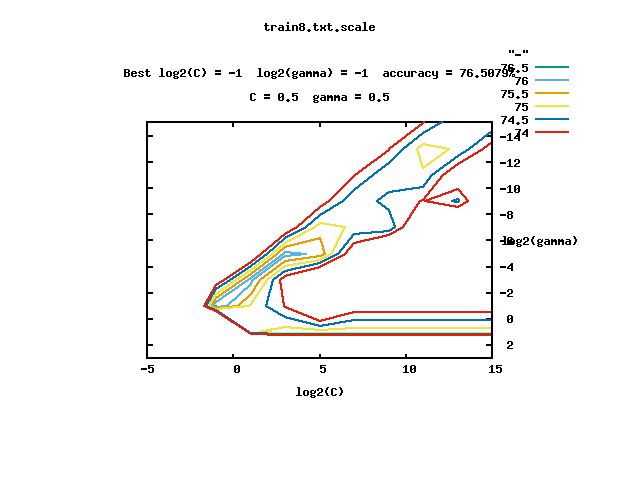 train8.txt.scale
"-"
Best log2(C) = -1  log2(gamma) = -1  accuracy = 76.5079%
C = 0.5  gamma = 0.5
76.5
76
75.5
75
74.5
74
-14
-12
-10
-8
-6
log2(gamma)
-4
-2
0
2
-5 0 5 10 15
log2(C)